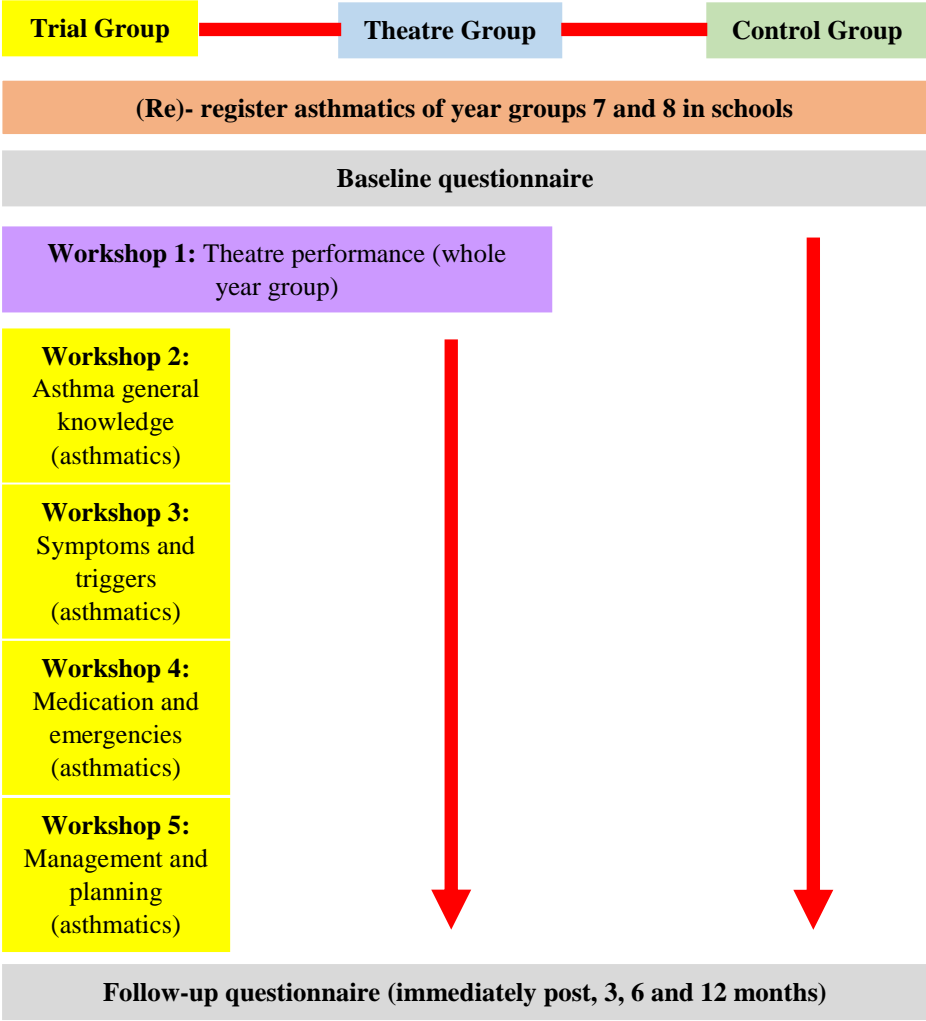 Trial Group
Theatre Group
Control Group
(Re)- register asthmatics of year groups 7 and 8 in schools
Baseline questionnaire
Workshop 1: Theatre performance (whole
year group)
Workshop 2:
Asthma general
knowledge
(asthmatics)
Workshop 3:
Symptoms and
triggers
(asthmatics)
Workshop 4:
Medication and
emergencies
(asthmatics)
Workshop 5:
Management and
planning
(asthmatics)
Follow-up questionnaire (immediately post, 3, 6 and 12 months)